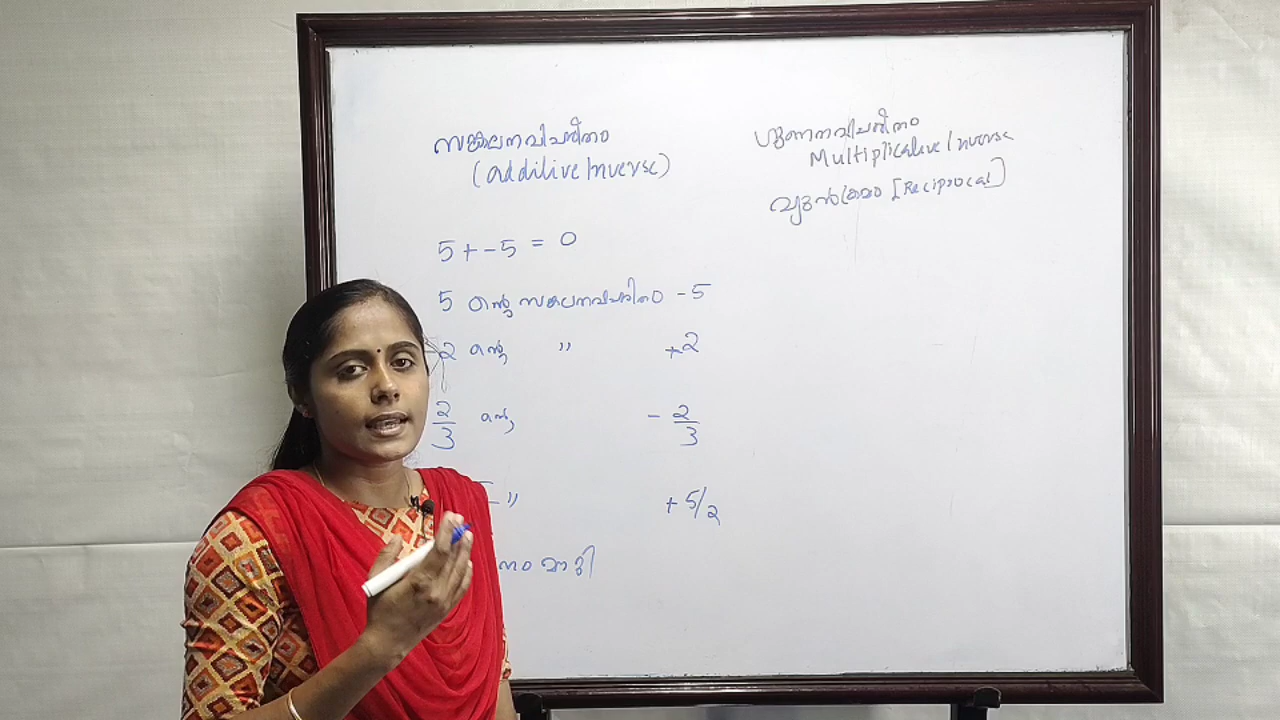 സങ്കലനവിപരീതം
(additive Inverse)
5 + -5 = 0
5 ന്റെ സങ്കലനവിപരീതം -5
2 ന്റെ " +2
2/3 ന്റെ - 2/3
" + 5/2
ഗുണനവിപരീതം
Multiplicative Inverse
വ്യുൽക്രമം [Reciprocal]